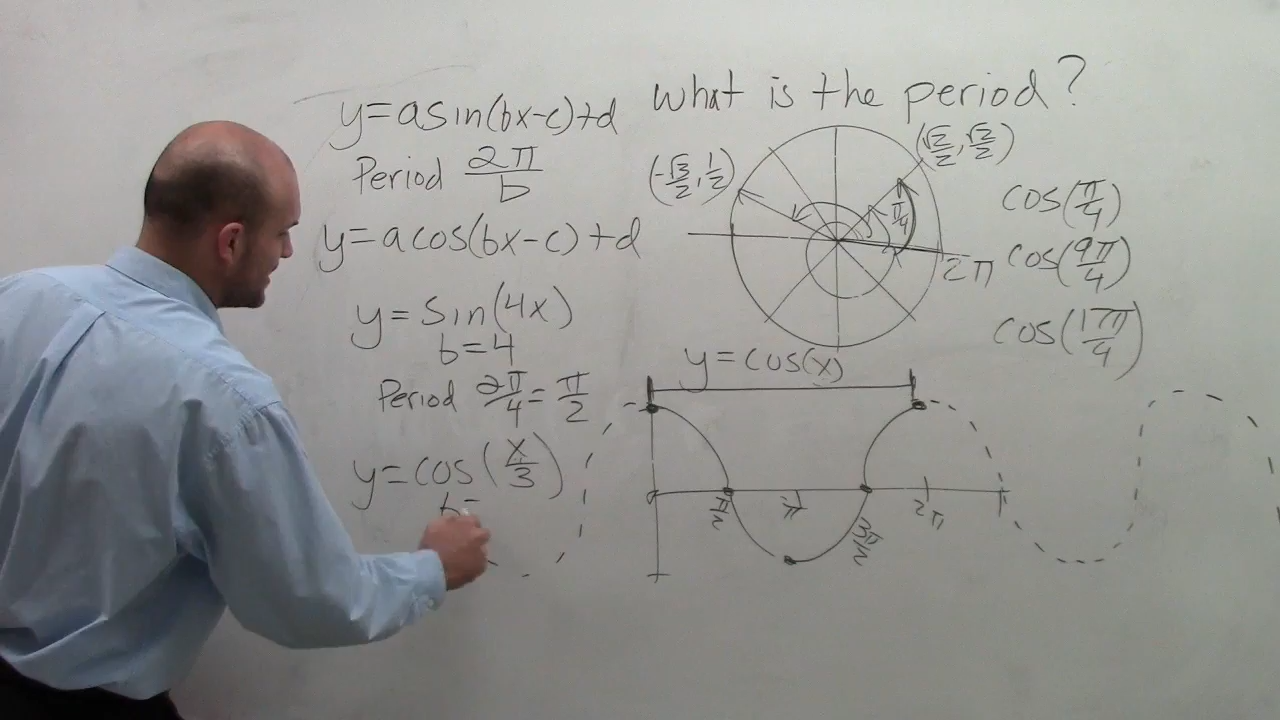 y=asin(bx-c)+d
Period 2π/b
y=acos(bx-c)+d
y=sin(4x)
b=4
Period 2π/4=π/2
y=cos(x/3)
b=
What is the period?
(√2/2,√2/2)
(-√3/2,1/2)
π/4
2π
cos(π/4)
cos(9π/4)
cos(17π/4)
y=cos(x)
π/2
π
3π/2
2π